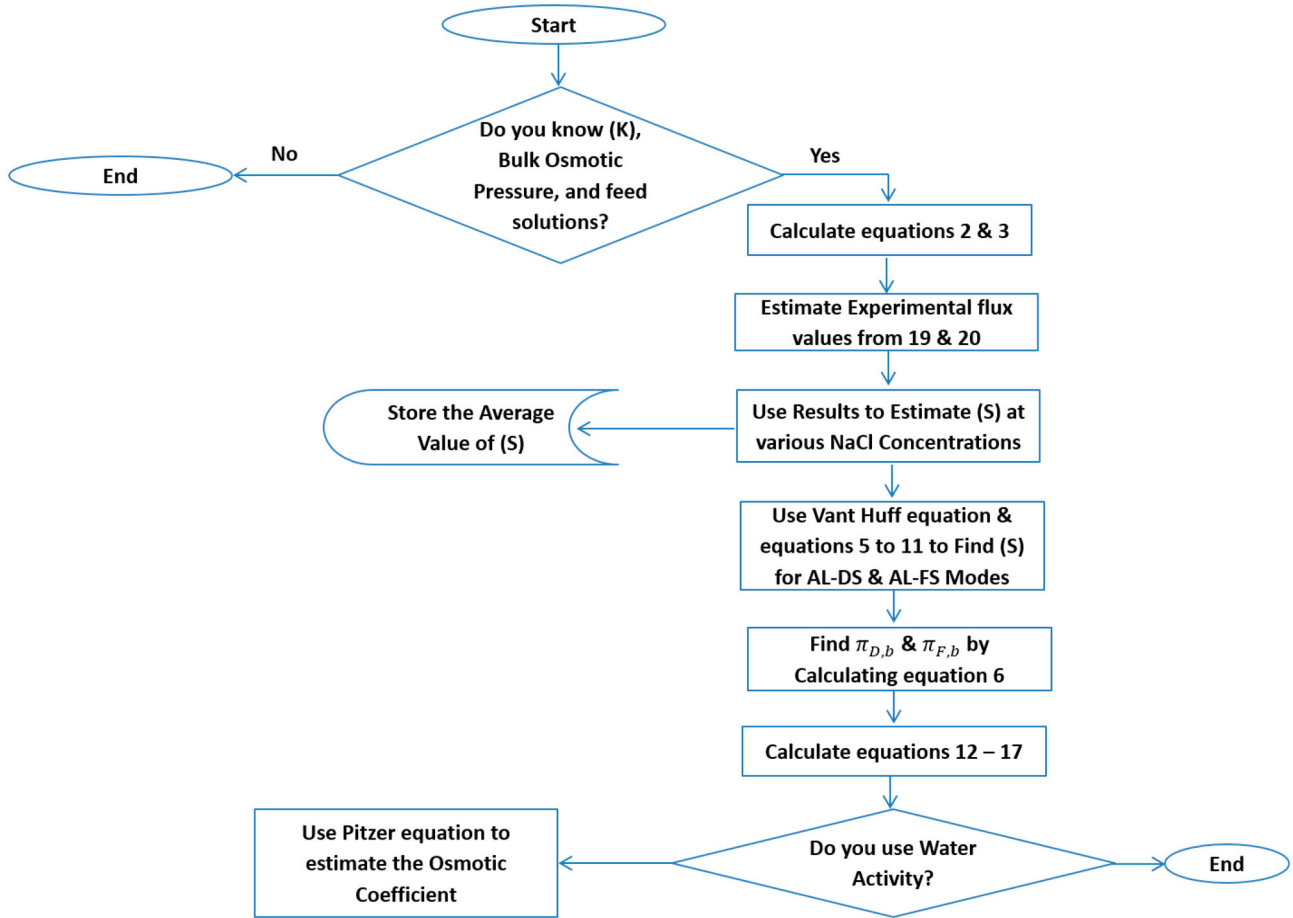 Start
Do you know (K),
Bulk Osmotic
Pressure, and feed
solutions?
No
Yes
End
Calculate equations 2 & 3
Estimate Experimental flux
values from 19 & 20
Store the Average
Value of (S)
Use Results to Estimate (S) at
various NaCl Concentrations
Use Vant Huff equation &
equations 5 to 11 to Find (S)
for AL-DS & AL-FS Modes
Find π_{D,b} & π_{F,b} by
Calculating equation 6
Calculate equations 12 – 17
Use Pitzer equation to
estimate the Osmotic
Coefficient
Do you use Water
Activity?
End